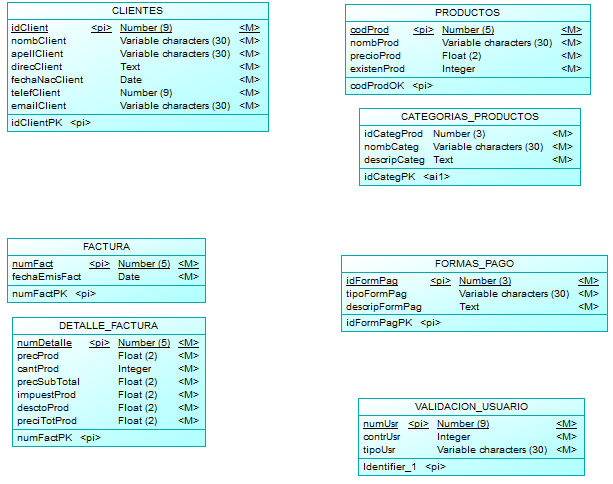 CLIENTES
idClient <pi> Number (9) <M>
nombClient Variable characters (30) <M>
apellClient Variable characters (30) <M>
direcClient Text <M>
fechaNacClient Date <M>
telefClient Number (9) <M>
emailClient Variable characters (30) <M>
idClientPK <pi>
PRODUCTOS
codProd <pi> Number (5) <M>
nombProd Variable characters (30) <M>
precioProd Float (2) <M>
existenProd Integer <M>
codProdOK <pi>
CATEGORIAS_PRODUCTOS
idCategProd Number (3) <M>
nombCateg Variable characters (30) <M>
descripCateg Text <M>
idCategPK <ai1>
FACTURA
numFact <pi> Number (5) <M>
fechaEmisFact Date <M>
numFactPK <pi>
FORMAS_PAGO
idFormPag <pi> Number (3) <M>
tipoFormPag Variable characters (30) <M>
descripFormPag Text <M>
idFormPagPK <pi>
DETALLE_FACTURA
numDetalle <pi> Number (5) <M>
precProd Float (2) <M>
cantProd Integer <M>
precSubTotal Float (2) <M>
impuestProd Float (2) <M>
desctoProd Float (2) <M>
preciTotProd Float (2) <M>
numFactPK <pi>
VALIDACION_USUARIO
numUsr <pi> Number (9) <M>
contrUsr Integer <M>
tipoUsr Variable characters (30) <M>
Identifier_1 <pi>